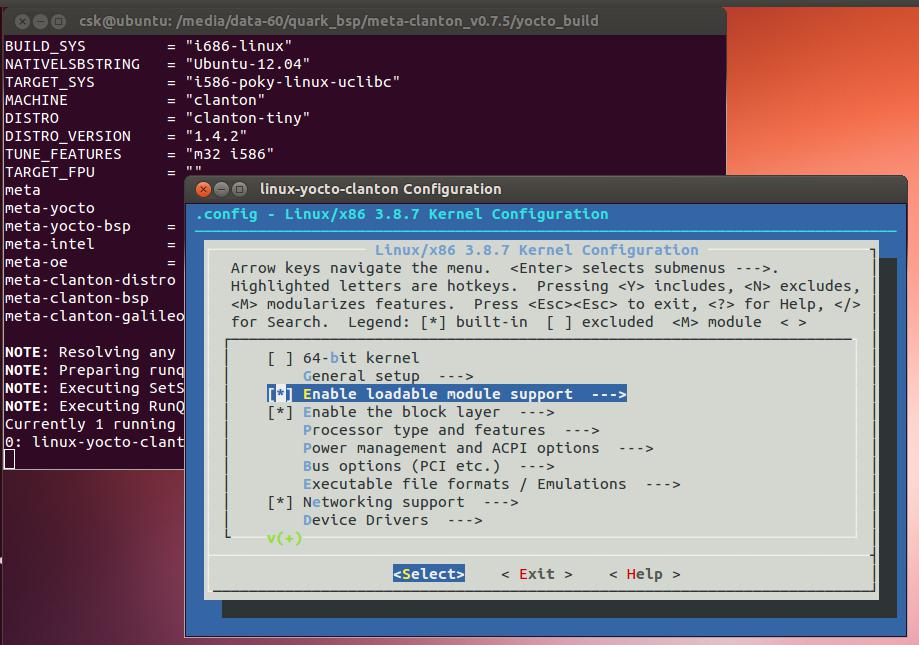 csk@ubuntu: /media/data-60/quark_bsp/meta-clanton_v0.7.5/yocto_build
BUILD_SYS         = "i686-linux"
NATIVELSBSTRING   = "Ubuntu-12.04"
TARGET_SYS        = "i586-poky-linux-uclibc"
MACHINE           = "clanton"
DISTRO            = "clanton-tiny"
DISTRO_VERSION    = "1.4.2"
TUNE_FEATURES     = "m32 i586"
TARGET_FPU        = ""
meta
meta-yocto
meta-yocto-bsp    =
meta-intel        =
meta-oe           =
meta-clanton-distro
meta-clanton-bsp
meta-clanton-galileo
NOTE: Resolving any
NOTE: Preparing runq
NOTE: Executing SetS
NOTE: Executing RunQ
Currently 1 running
0: linux-yocto-clant
linux-yocto-clanton Configuration
.config - Linux/x86 3.8.7 Kernel Configuration
Linux/x86 3.8.7 Kernel Configuration
Arrow keys navigate the menu.  <Enter> selects submenus --->.
Highlighted letters are hotkeys.  Pressing <Y> includes, <N> excludes,
<M> modularizes features.  Press <Esc><Esc> to exit, <?> for Help, </>
for Search.  Legend: [*] built-in  [ ] excluded  <M> module  < >
[ ] 64-bit kernel
General setup  --->
[*] Enable loadable module support  --->
[*] Enable the block layer  --->
Processor type and features  --->
Power management and ACPI options  --->
Bus options (PCI etc.)  --->
Executable file formats / Emulations  --->
[*] Networking support  --->
Device Drivers  --->
v(+)
<Select>    < Exit >    < Help >